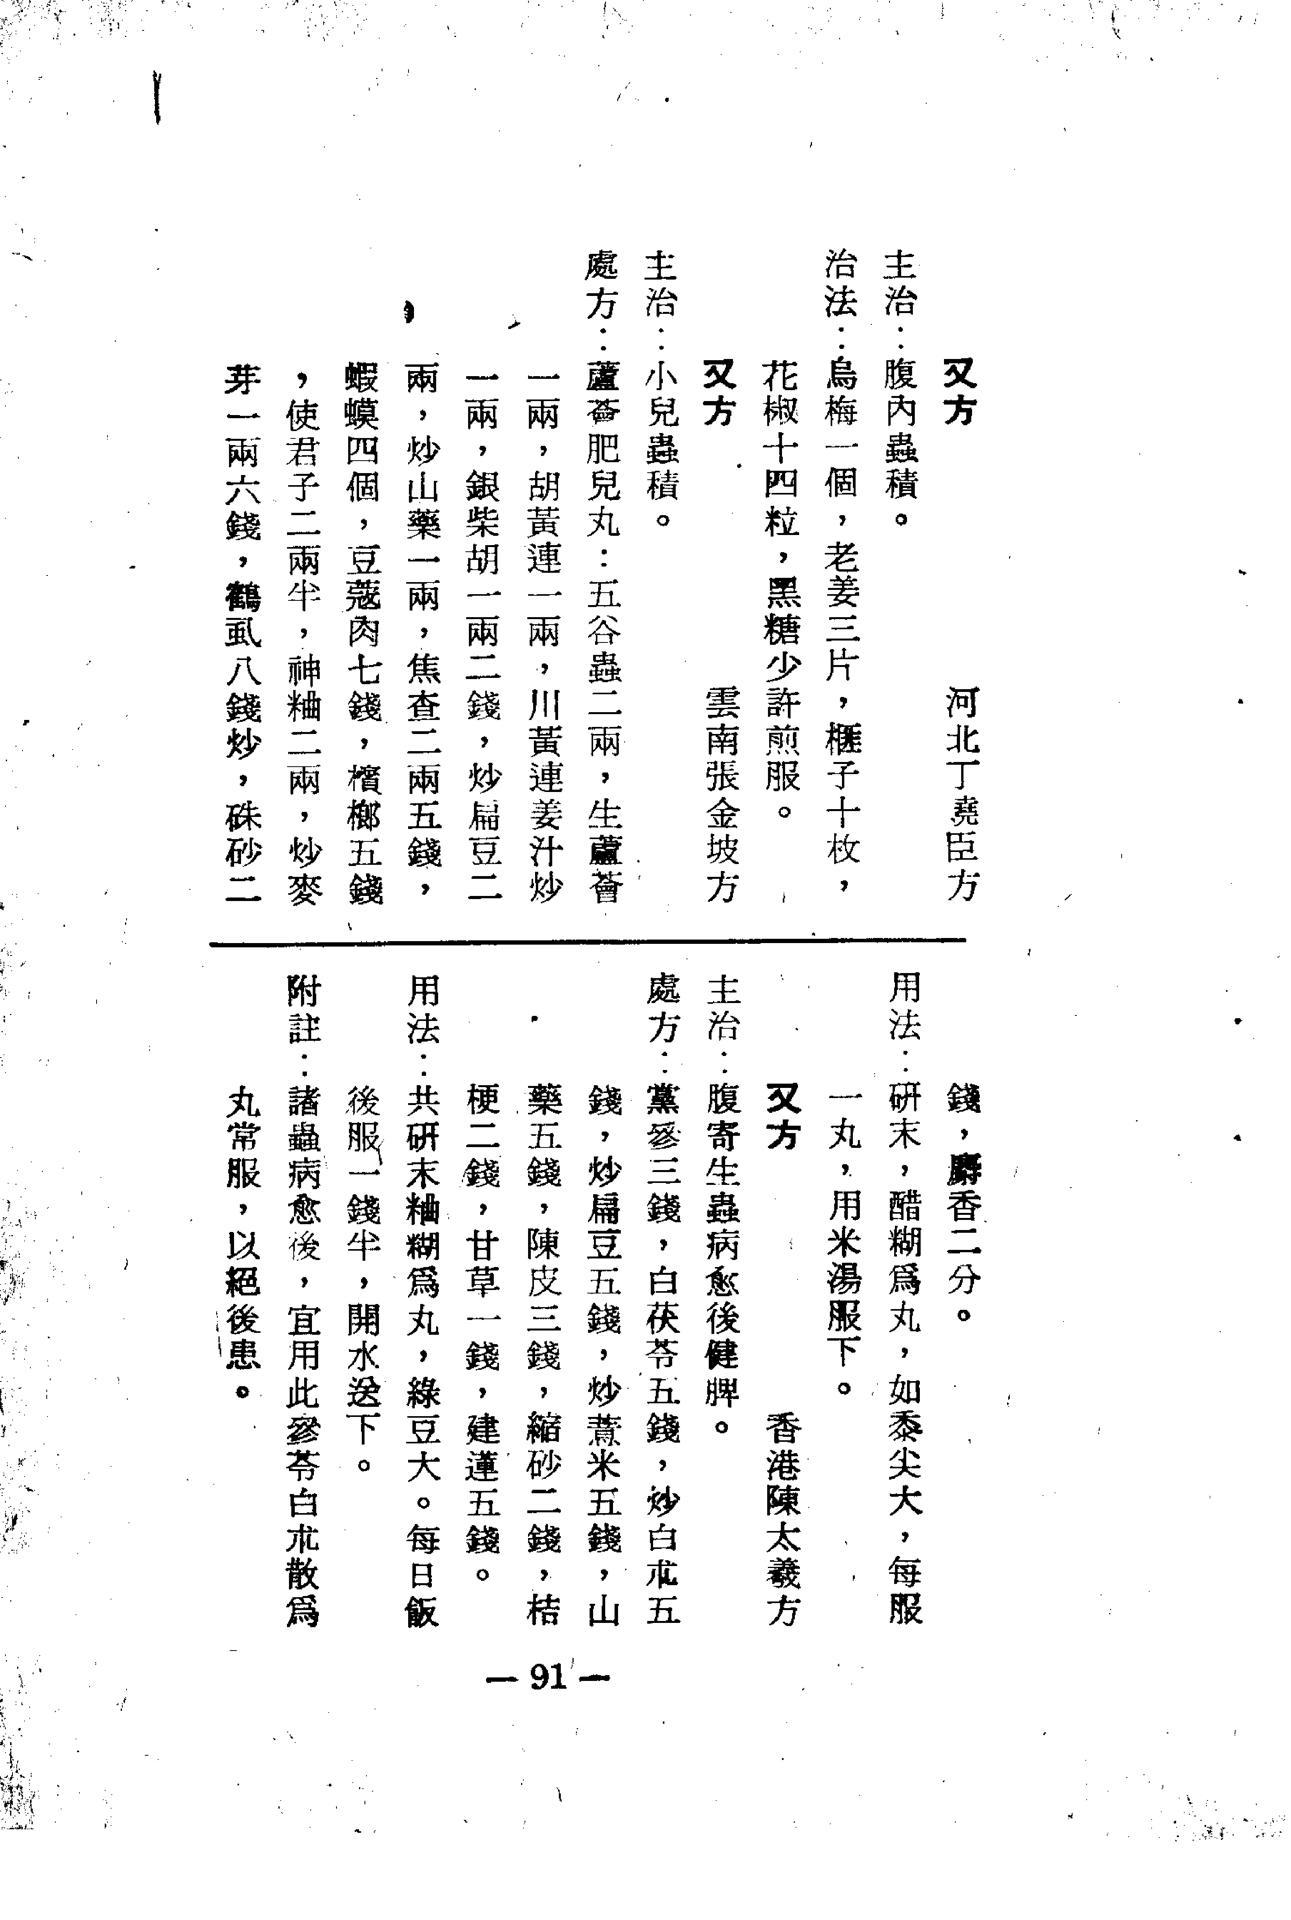 又方　河北丁堯臣方
主治：腹內蟲積。
治法：烏梅一個，老姜三片，榧子十枚，
花椒十四粒，黑糖少許煎服。
又方　雲南張金坡方
主治：小兒蟲積。
處方：蘆薈肥兒丸：五谷蟲二兩，生蘆薈
一兩，胡黃連一兩，川黃連姜汁炒
一兩，銀柴胡一兩二錢，炒扁豆二
兩，炒山藥一兩，焦查二兩五錢，
蝦蟆四個，豆蔻肉七錢，檳榔五錢
，使君子二兩半，神粬二兩，炒麥
芽一兩六錢，鶴虱八錢炒，硃砂二
錢，麝香二分。
用法：研末，醋糊爲丸，如黍尖大，每服
一丸，用米湯服下。
又方　香港陳太羲方
主治：腹寄生蟲病愈後健脾。
處方：黨參三錢，白茯苓五錢，炒白朮五
錢，炒扁豆五錢，炒薏米五錢，山
藥五錢，陳皮三錢，縮砂二錢，桔
梗二錢，甘草一錢，建蓮五錢。
用法：共研末粬糊爲丸，綠豆大。每日飯
後服一錢半，開水送下。
附註：諸蟲病愈後，宜用此參苓白朮散爲
丸常服，以絕後患。
— 91 —